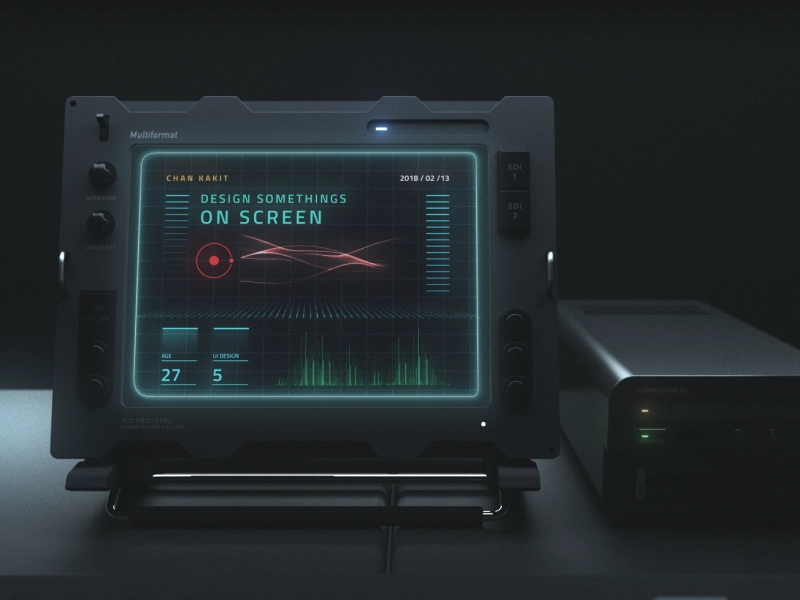 Multiformat
CHAN KAKIT
2018 / 02 / 13
DESIGN SOMETHINGS
ON SCREEN
SDI
1
SDI
2
APERTURE
CONTRAST
AGE
27
UI DESIGN
5